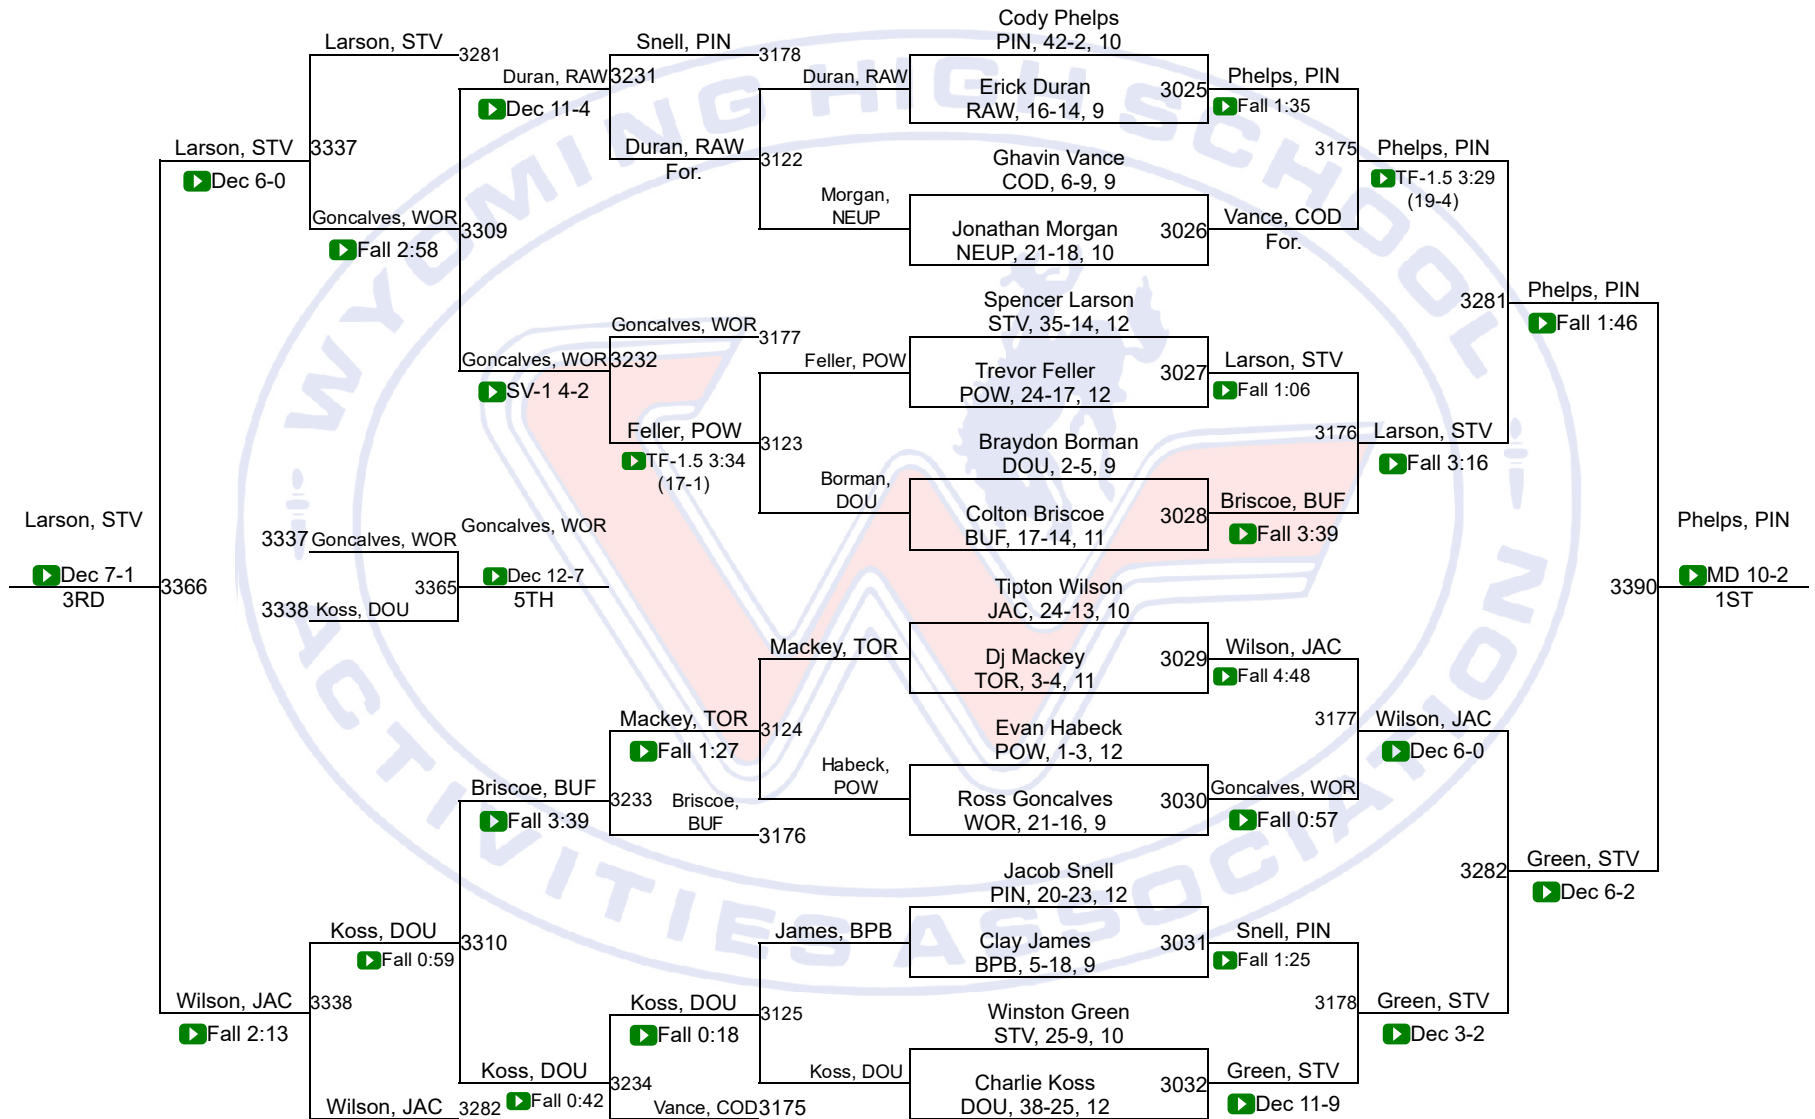 WYOMING HIGH SCHOOL
ACTIVITIES ASSOCIATION
Cody Phelps
PIN, 42-2, 10
Erick Duran
RAW, 16-14, 9
3025
Phelps, PIN
Fall 1:35
Ghavin Vance
COD, 6-9, 9
Jonathan Morgan
NEUP, 21-18, 10
3026
Vance, COD
For.
Spencer Larson
STV, 35-14, 12
Trevor Feller
POW, 24-17, 12
3027
Larson, STV
Fall 1:06
Braydon Borman
DOU, 2-5, 9
Colton Briscoe
BUF, 17-14, 11
3028
Briscoe, BUF
Fall 3:39
Tipton Wilson
JAC, 24-13, 10
Dj Mackey
TOR, 3-4, 11
3029
Wilson, JAC
Fall 4:48
Evan Habeck
POW, 1-3, 12
Ross Goncalves
WOR, 21-16, 9
3030
Goncalves, WOR
Fall 0:57
Jacob Snell
PIN, 20-23, 12
Clay James
BPB, 5-18, 9
3031
Snell, PIN
Fall 1:25
Winston Green
STV, 25-9, 10
Charlie Koss
DOU, 38-25, 12
3032
Green, STV
Dec 11-9
3175
Phelps, PIN
TF-1.5 3:29
(19-4)
3176
Larson, STV
Fall 3:16
3177
Wilson, JAC
Dec 6-0
3178
Green, STV
Dec 3-2
3281
Phelps, PIN
Fall 1:46
3282
Green, STV
Dec 6-2
3390
Phelps, PIN
MD 10-2
1ST
Duran, RAW
Morgan,
NEUP
3122
Duran, RAW
For.
Snell, PIN
3178
Feller, POW
Borman,
DOU
3123
Feller, POW
TF-1.5 3:34
(17-1)
Goncalves, WOR
3177
Mackey, TOR
Habeck,
POW
3124
Mackey, TOR
Fall 1:27
Briscoe,
BUF
3176
James, BPB
Koss, DOU
3125
Koss, DOU
Fall 0:18
Vance, COD
3175
3231
Duran, RAW
Dec 11-4
3232
Goncalves, WOR
SV-1 4-2
3233
Briscoe, BUF
Fall 3:39
3234
Koss, DOU
Fall 0:42
Larson, STV
3281
3309
Goncalves, WOR
Fall 2:58
3310
Koss, DOU
Fall 0:59
Wilson, JAC
3282
3337
Larson, STV
Dec 6-0
3338
Wilson, JAC
Fall 2:13
3337
Goncalves, WOR
3338
Koss, DOU
3365
Goncalves, WOR
Dec 12-7
5TH
3366
Larson, STV
Dec 7-1
3RD